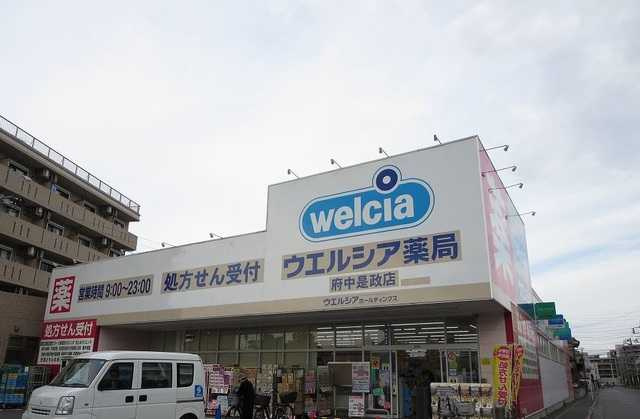 welcia
ウエルシア薬局
府中是政店
ウエルシアホールディングス
処方せん受付
営業時間 9:00~23:00
薬
処方せん受付